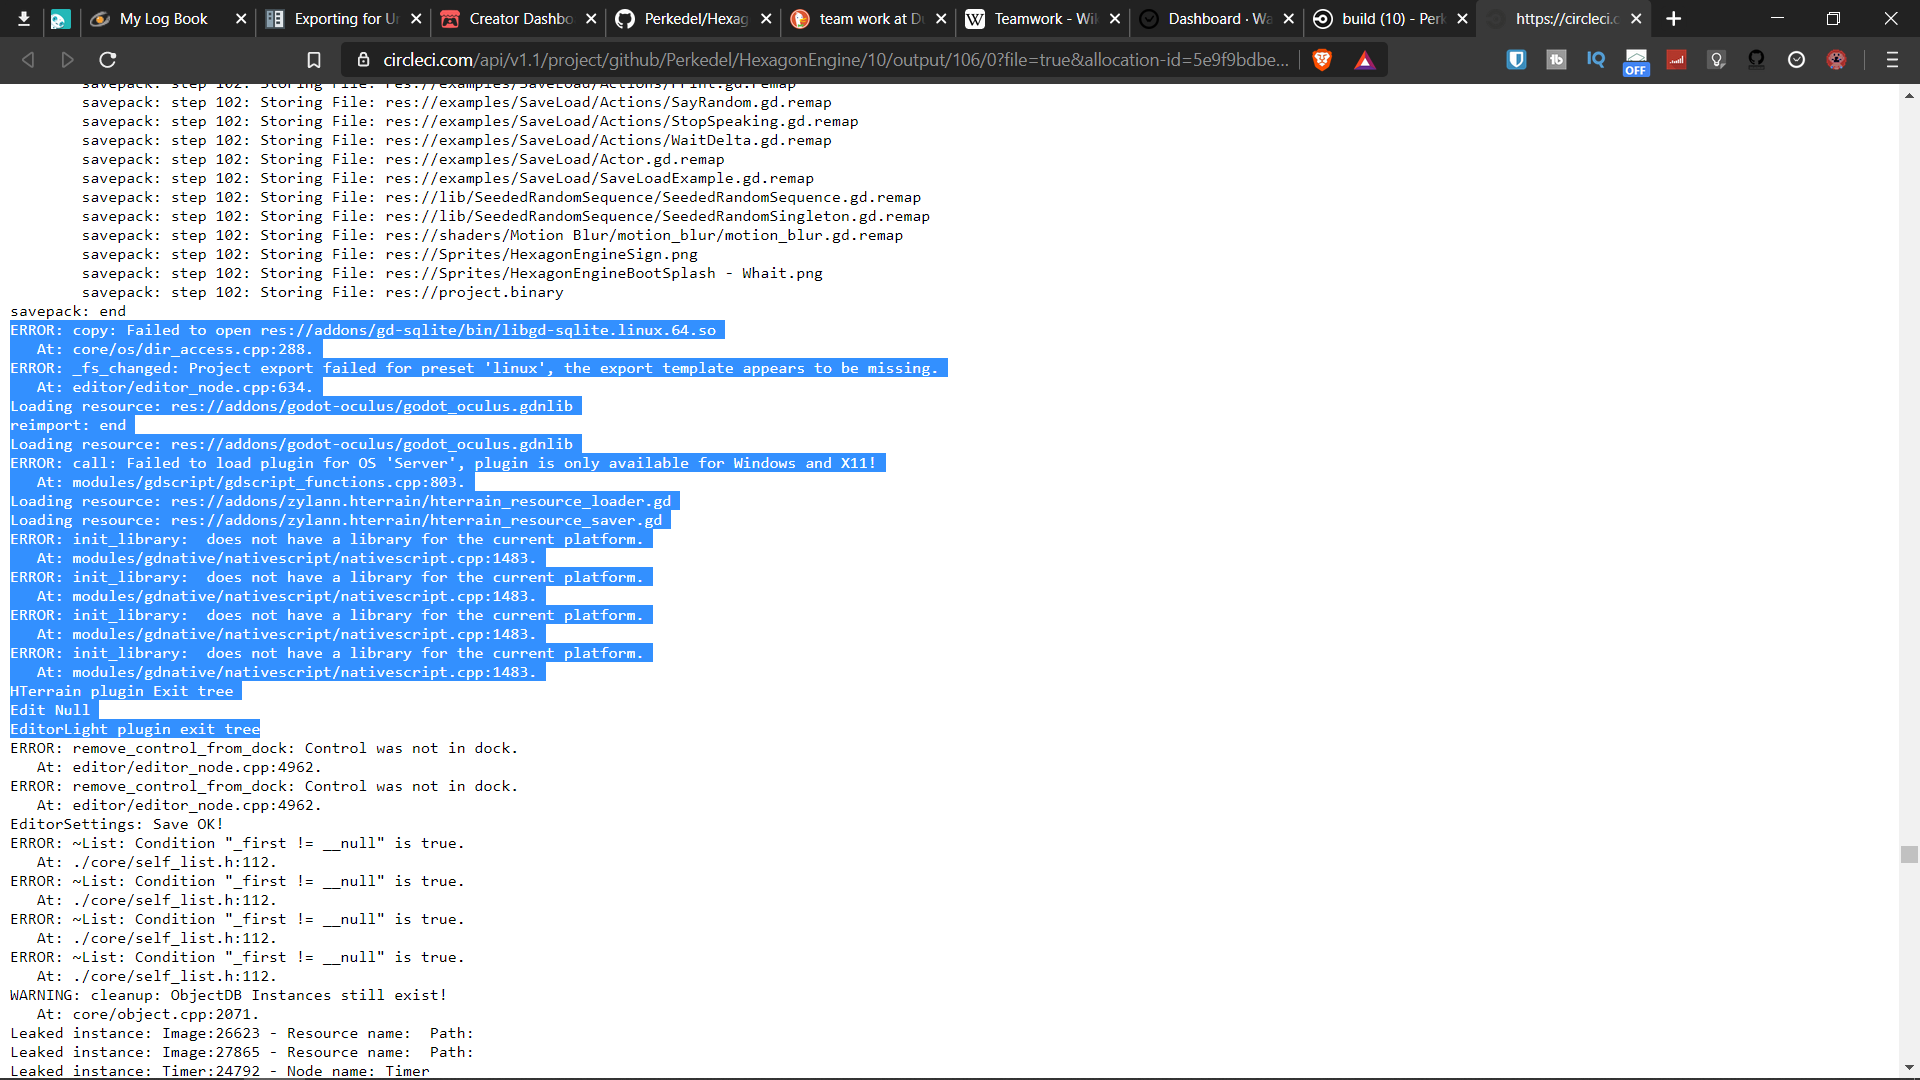 My Log Book
Exporting for Un
Creator Dashbo
Perkedel/Hexag
team work at Du
Teamwork - Wik
Dashboard · Wa
build (10) - Perk
https://circleci.c
circleci.com/api/v1.1/project/github/Perkedel/HexagonEngine/10/output/106/0?file=true&allocation-id=5e9f9bdbe...
tb
IQ
OFF
savepack: step 102: Storing File: res://examples/SaveLoad/Actions/Print.gd.remap
savepack: step 102: Storing File: res://examples/SaveLoad/Actions/SayRandom.gd.remap
savepack: step 102: Storing File: res://examples/SaveLoad/Actions/StopSpeaking.gd.remap
savepack: step 102: Storing File: res://examples/SaveLoad/Actions/WaitDelta.gd.remap
savepack: step 102: Storing File: res://examples/SaveLoad/Actor.gd.remap
savepack: step 102: Storing File: res://examples/SaveLoad/SaveLoadExample.gd.remap
savepack: step 102: Storing File: res://lib/SeededRandomSequence/SeededRandomSequence.gd.remap
savepack: step 102: Storing File: res://lib/SeededRandomSequence/SeededRandomSingleton.gd.remap
savepack: step 102: Storing File: res://shaders/Motion Blur/motion_blur/motion_blur.gd.remap
savepack: step 102: Storing File: res://Sprites/HexagonEngineSign.png
savepack: step 102: Storing File: res://Sprites/HexagonEngineBootSplash - Whait.png
savepack: step 102: Storing File: res://project.binary
savepack: end
ERROR: copy: Failed to open res://addons/gd-sqlite/bin/libgd-sqlite.linux.64.so
At: core/os/dir_access.cpp:288.
ERROR: _fs_changed: Project export failed for preset 'linux', the export template appears to be missing.
At: editor/editor_node.cpp:634.
Loading resource: res://addons/godot-oculus/godot_oculus.gdnlib
reimport: end
Loading resource: res://addons/godot-oculus/godot_oculus.gdnlib
ERROR: call: Failed to load plugin for OS 'Server', plugin is only available for Windows and X11!
At: modules/gdscript/gdscript_functions.cpp:803.
Loading resource: res://addons/zylann.hterrain/hterrain_resource_loader.gd
Loading resource: res://addons/zylann.hterrain/hterrain_resource_saver.gd
ERROR: init_library:  does not have a library for the current platform.
At: modules/gdnative/nativescript/nativescript.cpp:1483.
ERROR: init_library:  does not have a library for the current platform.
At: modules/gdnative/nativescript/nativescript.cpp:1483.
ERROR: init_library:  does not have a library for the current platform.
At: modules/gdnative/nativescript/nativescript.cpp:1483.
ERROR: init_library:  does not have a library for the current platform.
At: modules/gdnative/nativescript/nativescript.cpp:1483.
HTerrain plugin Exit tree
Edit Null
EditorLight plugin exit tree
ERROR: remove_control_from_dock: Control was not in dock.
At: editor/editor_node.cpp:4962.
ERROR: remove_control_from_dock: Control was not in dock.
At: editor/editor_node.cpp:4962.
EditorSettings: Save OK!
ERROR: ~List: Condition "_first != __null" is true.
At: ./core/self_list.h:112.
ERROR: ~List: Condition "_first != __null" is true.
At: ./core/self_list.h:112.
ERROR: ~List: Condition "_first != __null" is true.
At: ./core/self_list.h:112.
ERROR: ~List: Condition "_first != __null" is true.
At: ./core/self_list.h:112.
WARNING: cleanup: ObjectDB Instances still exist!
At: core/object.cpp:2071.
Leaked instance: Image:26623 - Resource name:  Path:
Leaked instance: Image:27865 - Resource name:  Path:
Leaked instance: Timer:24792 - Node name: Timer